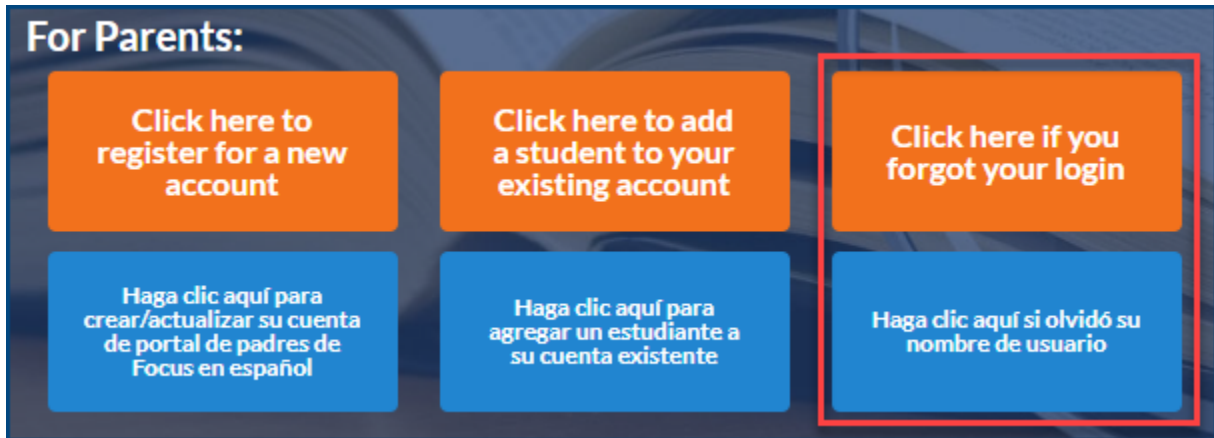 For Parents:
Click here to
register for a new
account
Click here to add
a student to your
existing account
Click here if you
forgot your login
Haga clic aquí para
crear/actualizar su cuenta
de portal de padres de
Focus en español
Haga clic aquí para
agregar un estudiante a
su cuenta existente
Haga clic aquí si olvidó su
nombre de usuario